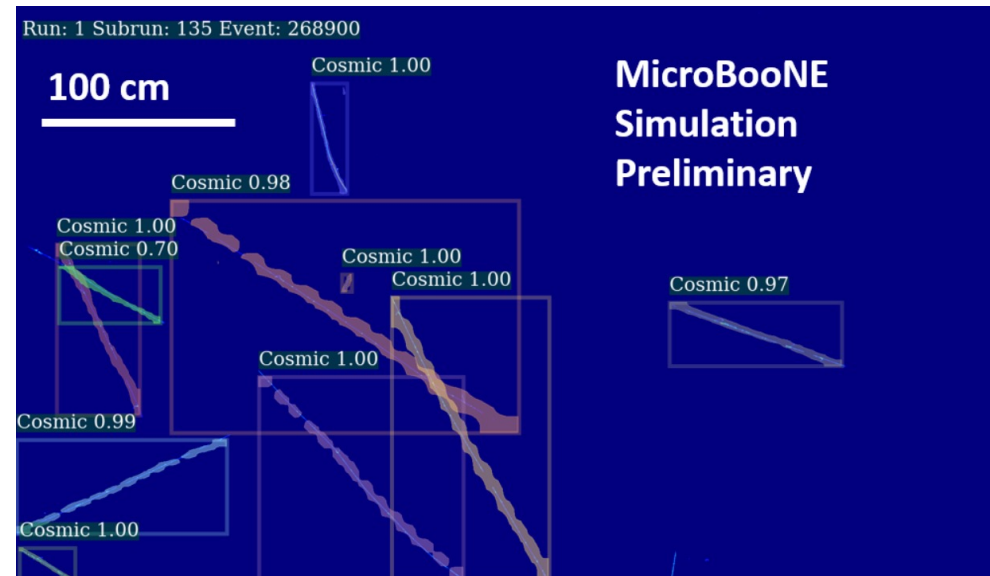 Run: 1 Subrun: 135 Event: 268900
100 cm
MicroBooNE
Simulation
Preliminary
Cosmic 1.00
Cosmic 0.98
Cosmic 1.00
Cosmic 0.70
Cosmic 1.00
Cosmic 1.00
Cosmic 0.97
Cosmic 1.00
Cosmic 0.99
Cosmic 1.00